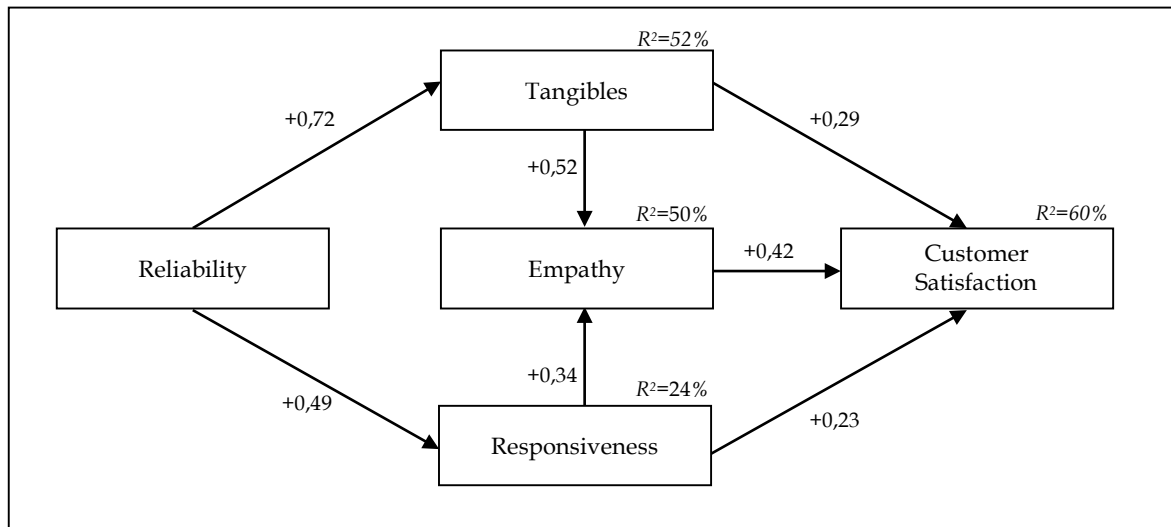 R²=52%
Tangibles
+0,72
+0,29
+0,52
R²=50%
R²=60%
Reliability
Empathy
+0,42
Customer
Satisfaction
+0,34
R²=24%
+0,49
+0,23
Responsiveness